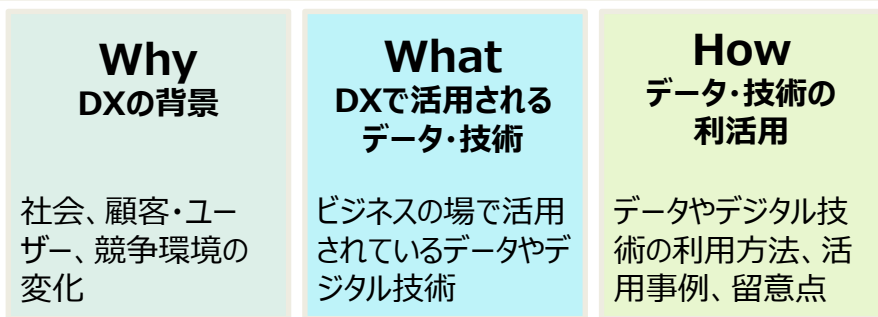 Why
DXの背景
社会、顧客・ユー
ザー、競争環境の
変化
What
DXで活用される
データ・技術
ビジネスの場で活用
されているデータやデ
ジタル技術
How
データ・技術の
利活用
データやデジタル技
術の利用方法、活
用事例、留意点